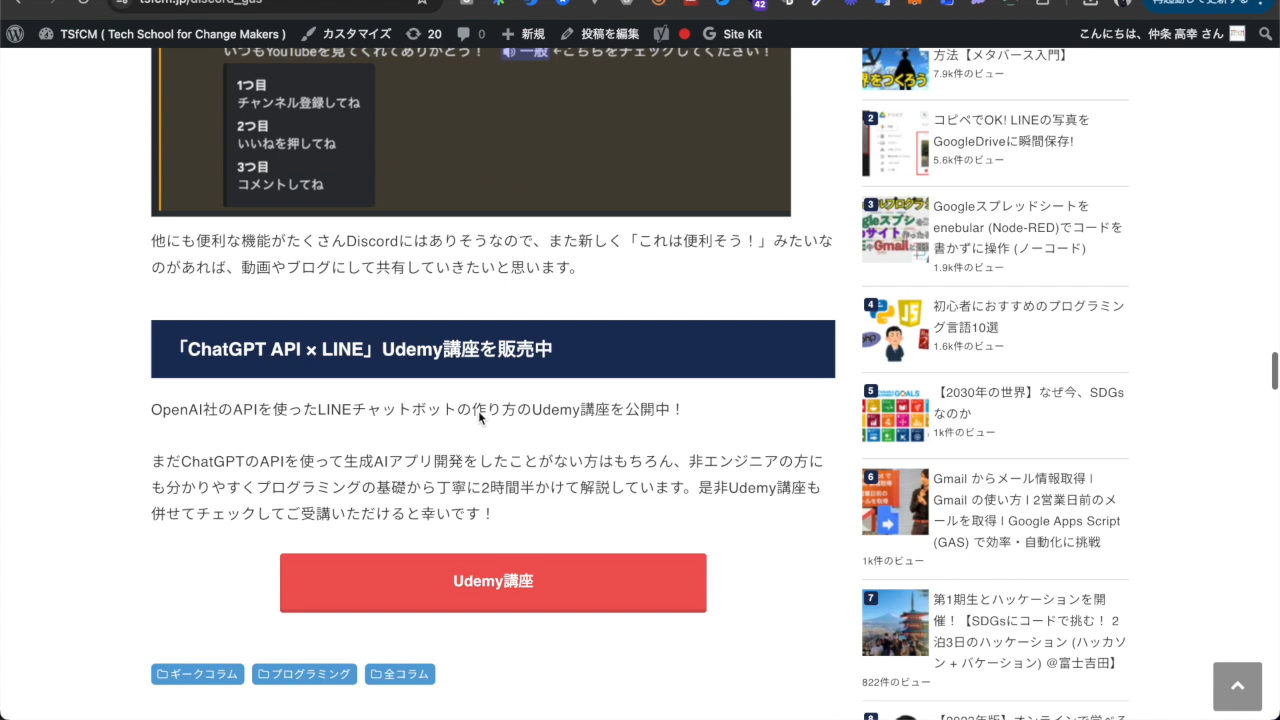 42
TSFCM ( Tech School for Change Makers )
カスタマイズ
20
0
新規
投稿を編集
Site Kit
こんにちは、仲条 高幸 さん
いつもYouTubeを見てくれてありがとう！ 一般 ←こちらをチェックしてください！
1つ目
チャンネル登録してね
2つ目
いいねを押してね
3つ目
コメントしてね
他にも便利な機能がたくさんDiscordにはありそうなので、また新しく「これは便利そう！」みたいな
のがあれば、動画やブログにして共有していきたいと思います。
「ChatGPT API × LINE」Udemy講座を販売中
OpenAI社のAPIを使ったLINEチャットボットの作り方のUdemy講座を公開中！
まだChatGPTのAPIを使って生成AIアプリ開発をしたことがない方はもちろん、非エンジニアの方に
も分かりやすくプログラミングの基礎から丁寧に2時間半かけて解説しています。是非Udemy講座も
併せてチェックしてご受講いただけると幸いです！
Udemy講座
ギークコラム
プログラミング
全コラム
方法【メタバース入門】
7.9k件のビュー
2
コピペでOK! LINEの写真を
GoogleDriveに瞬間保存!
5.6k件のビュー
3
Googleスプレッドシートを
enebular (Node-RED)でコードを
書かずに操作 (ノーコード)
1.9k件のビュー
4
初心者におすすめのプログラミン
グ言語10選
1.6k件のビュー
5
【2030年の世界】なぜ今、SDGs
なのか
1k件のビュー
6
Gmail からメール情報取得 l
Gmail の使い方 l 2営業日前のメ
ールを取得 l Google Apps Script
(GAS) で効率・自動化に挑戦
1k件のビュー
7
第1期生とハッケーションを開
催！【SDGsにコードで挑む！ 2
泊3日のハッケーション (ハッカソ
ン + バケーション) @富士吉田】
822件のビュー
8